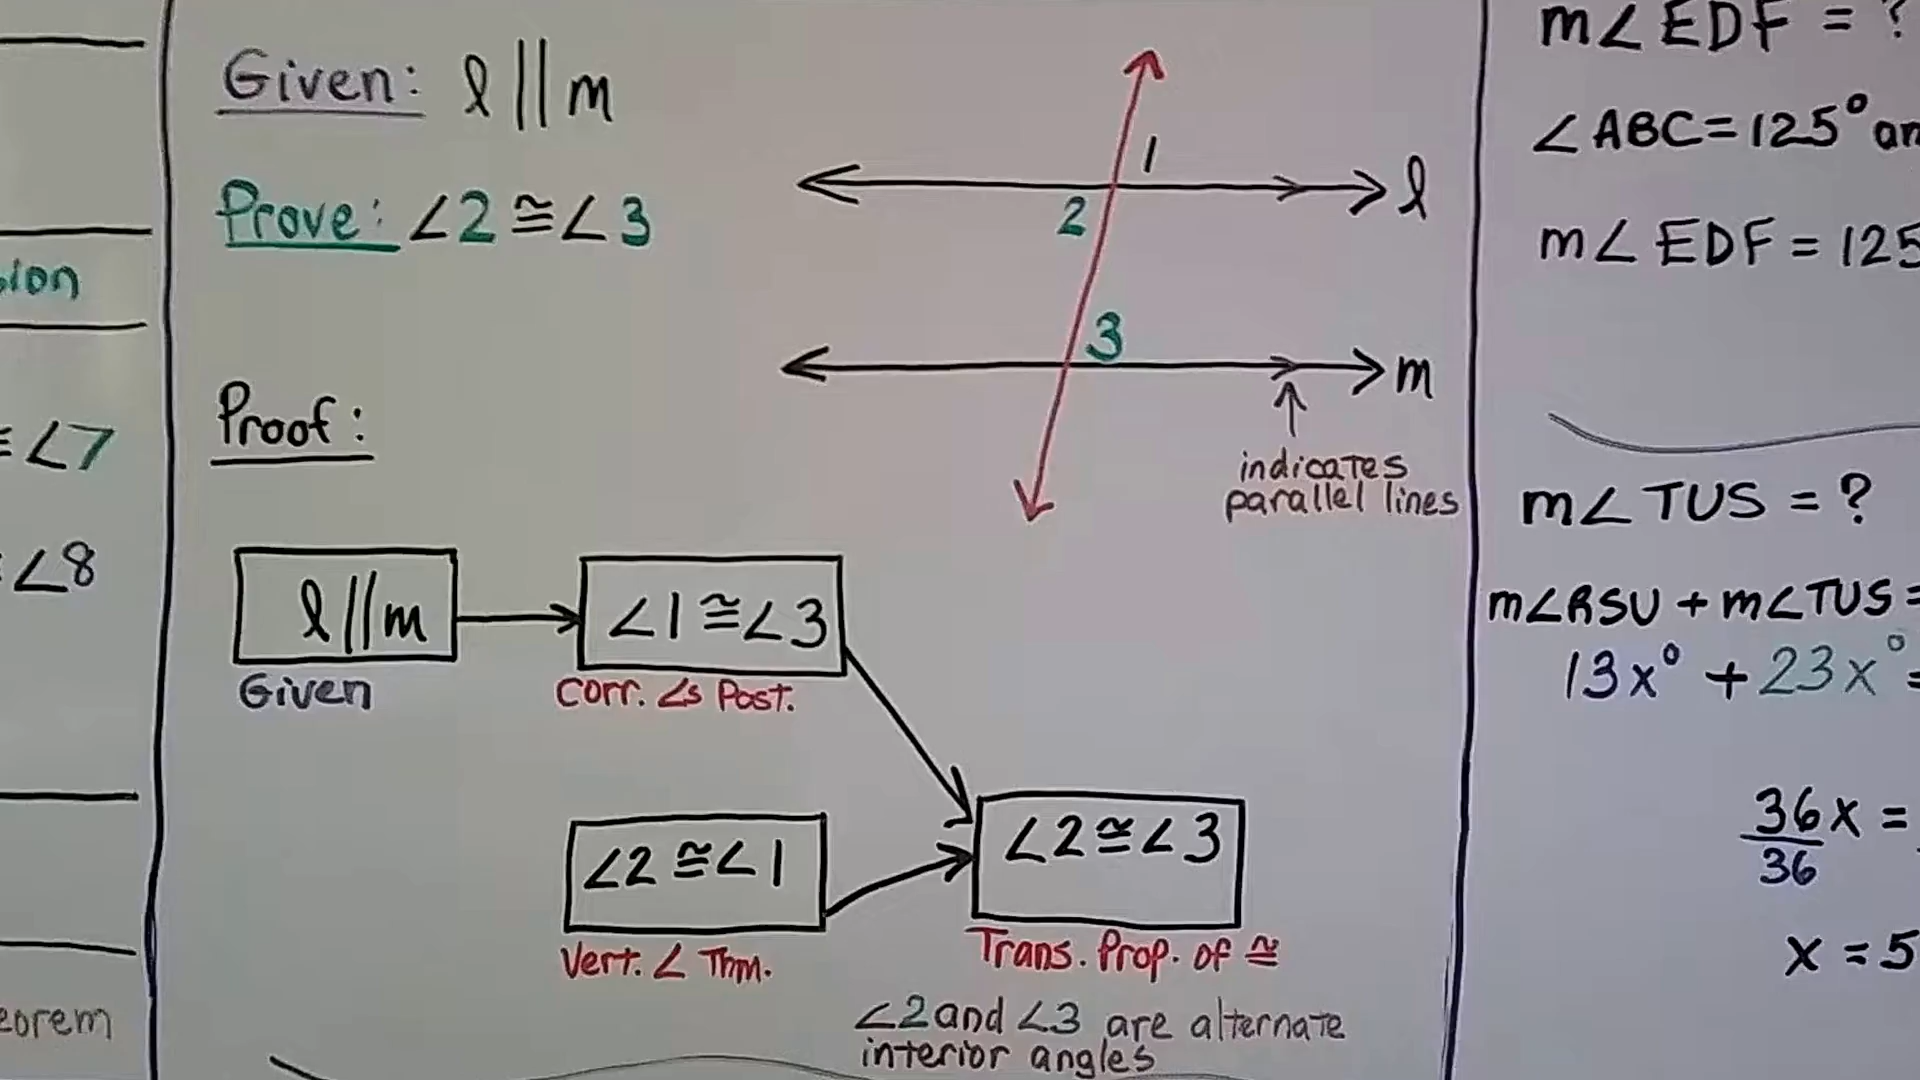 ≅ ∠7
∠8
Given: l || m
Prove: ∠2 ≅ ∠3
1
l
2
3
m
indicates
parallel lines
Proof:
l || m
Given
∠1 ≅ ∠3
Corr. ∠s Post.
∠2 ≅ ∠1
Vert. ∠ Thm.
∠2 ≅ ∠3
Trans. Prop. of ≅
∠2 and ∠3 are alternate
interior angles
m∠EDF = ?
∠ABC = 125°
m∠EDF = 125
m∠TUS = ?
m∠RSU + m∠TUS =
13x° + 23x° =
36x =
36
x = 5